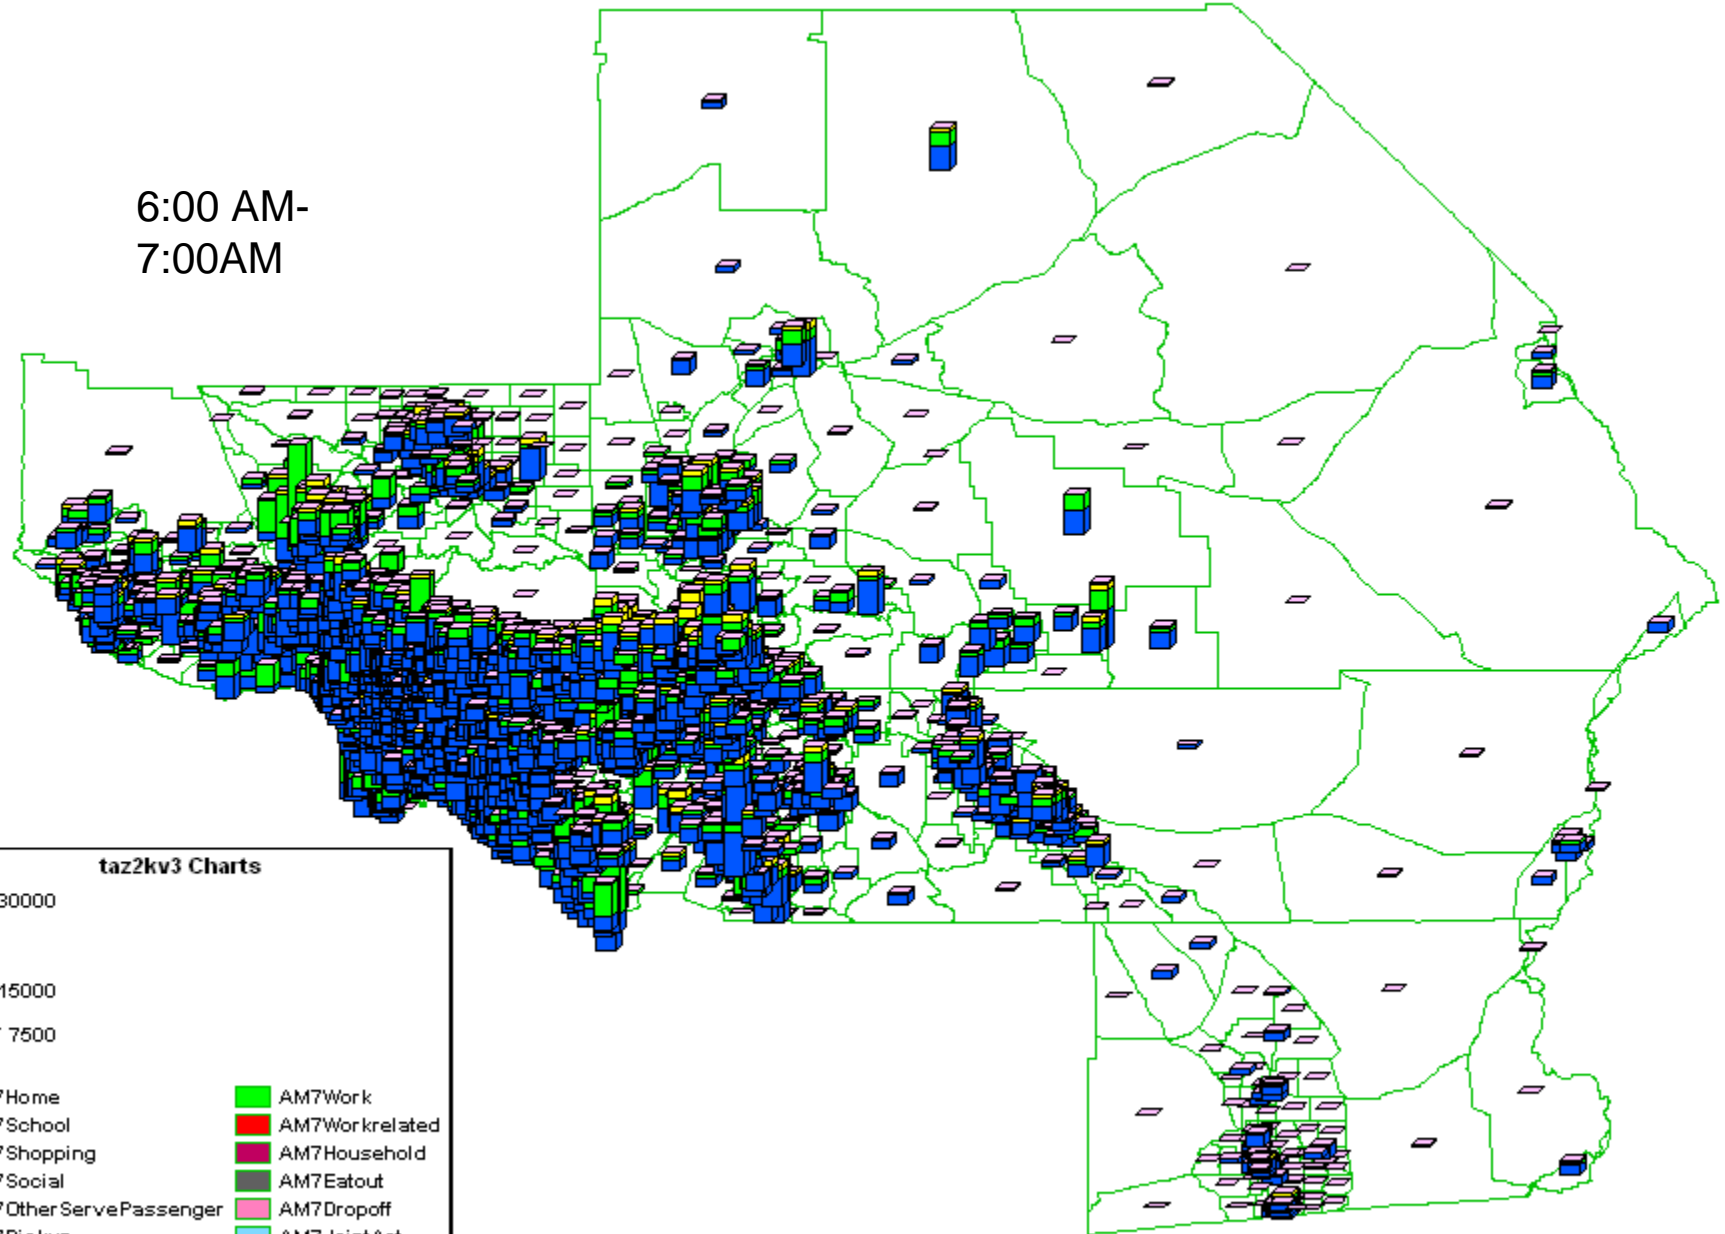 6:00 AM-
7:00AM
taz2kv3 Charts
30000
15000
7500
7Home
AM7Work
7School
AM7Workrelated
7Shopping
AM7Household
7Social
AM7Eatout
7OtherServePassenger
AM7Dropoff